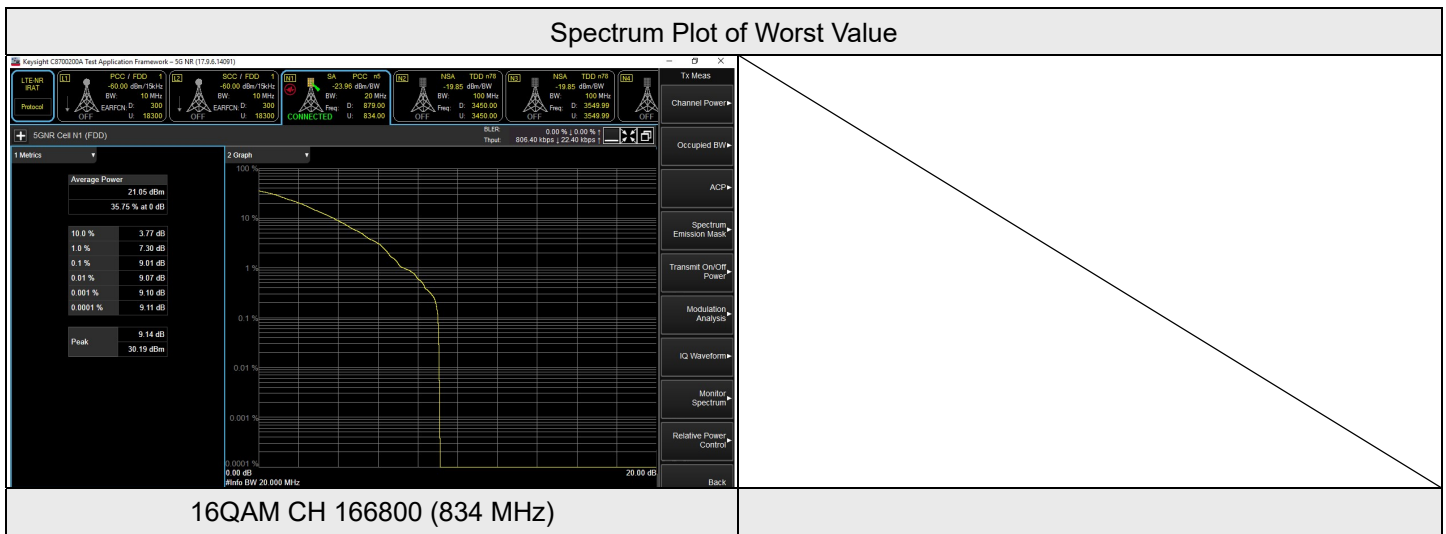 Spectrum Plot of Worst Value
Keysight C8700200A Test Application Framework – 5G NR (17.9.6.14091)
LTE-NR IRAT
Protocol
L1 PCC / FDD 1
-60.00 dBm/15kHz
BW: 10 MHz
EARFCN D: 300
OFF U: 18300
L2 SCC / FDD 1
-60.00 dBm/15kHz
BW: 10 MHz
EARFCN D: 300
OFF U: 18300
N1 SA PCC n5
-23.96 dBm/BW
BW: 20 MHz
Freq: D: 879.00
CONNECTED U: 834.00
N2 NSA TDD n78
-19.85 dBm/BW
BW: 100 MHz
Freq: D: 3450.00
OFF U: 3450.00
N3 NSA TDD n78
-19.85 dBm/BW
BW: 100 MHz
Freq: D: 3549.99
OFF U: 3549.99
N4
OFF
5GNR Cell N1 (FDD)
BLER: 0.00 % ↓ 0.00 % ↑
Thput: 806.40 kbps ↓ 22.40 kbps ↑
1 Metrics
Average Power
21.05 dBm
35.75 % at 0 dB
10.0 % 3.77 dB
1.0 % 7.30 dB
0.1 % 9.01 dB
0.01 % 9.07 dB
0.001 % 9.10 dB
0.0001 % 9.11 dB
Peak 9.14 dB
30.19 dBm
2 Graph
100 %
10 %
1 %
0.1 %
0.01 %
0.001 %
0.0001 %
0.00 dB 20.00 dB
#Info BW 20.000 MHz
Tx Meas
Channel Power
Occupied BW
ACP
Spectrum
Emission Mask
Transmit On/Off
Power
Modulation
Analysis
IQ Waveform
Monitor
Spectrum
Relative Power
Control
Back
16QAM CH 166800 (834 MHz)